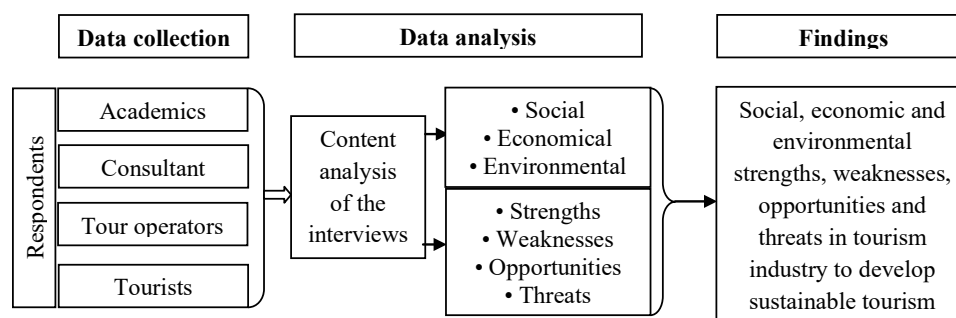 Data collection
Data analysis
Findings
Respondents
Academics
Consultant
Tour operators
Tourists
Content
analysis
of the
interviews
• Social
• Economical
• Environmental
• Strengths
• Weaknesses
• Opportunities
• Threats
Social, economic and
environmental
strengths, weaknesses,
opportunities and
threats in tourism
industry to develop
sustainable tourism